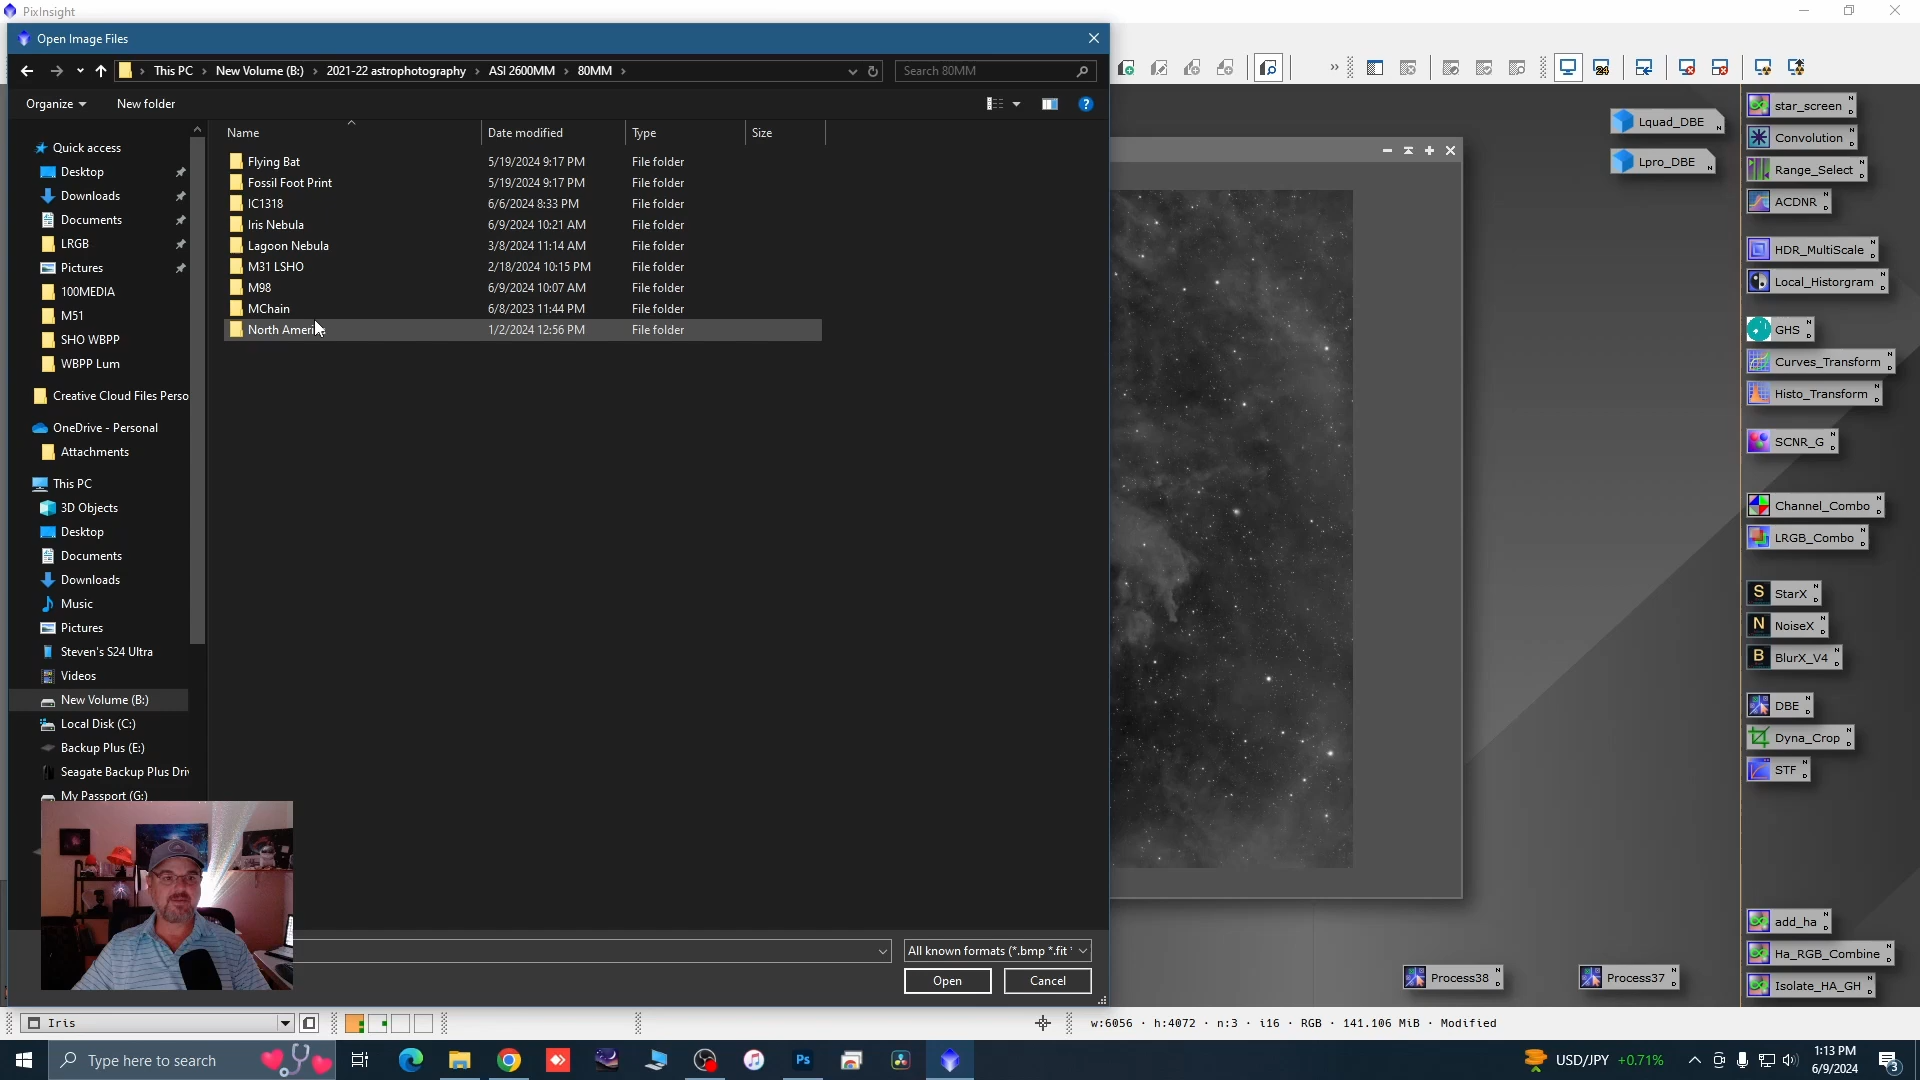 PixInsight
Open Image Files
This PC > New Volume (B:) > 2021-22 astrophotography > ASI 2600MM > 80MM >
Search 80MM
Organize
New folder
Name
Date modified
Type
Size
Flying Bat 5/19/2024 9:17 PM File folder
Fossil Foot Print 5/19/2024 9:17 PM File folder
IC1318 6/6/2024 8:33 PM File folder
Iris Nebula 6/9/2024 10:21 AM File folder
Lagoon Nebula 3/8/2024 11:14 AM File folder
M31 LSHO 2/18/2024 10:15 PM File folder
M98 6/9/2024 10:07 AM File folder
MChain 6/8/2023 11:44 PM File folder
North Ameri 1/2/2024 12:56 PM File folder
Quick access
Desktop
Downloads
Documents
LRGB
Pictures
100MEDIA
M51
SHO WBPP
WBPP Lum
Creative Cloud Files Perso
OneDrive - Personal
Attachments
This PC
3D Objects
Desktop
Documents
Downloads
Music
Pictures
Steven's S24 Ultra
Videos
New Volume (B:)
Local Disk (C:)
Backup Plus (E:)
Seagate Backup Plus Driv
My Passport (G:)
All known formats (*.bmp *.fit *
Open
Cancel
24
Lquad_DBE
Lpro_DBE
star_screen
Convolution
Range_Select
ACDNR
HDR_MultiScale
Local_Historgram
GHS
Curves_Transform
Histo_Transform
SCNR_G
Channel_Combo
LRGB_Combo
S StarX
N NoiseX
B BlurX_V4
DBE
Dyna_Crop
STF
add_ha
Ha_RGB_Combine
Isolate_HA_GH
Process38
Process37
Iris
w:6056 · h:4072 · n:3 · i16 · RGB · 141.106 MiB · Modified
Type here to search
Ps
USD/JPY +0.71%
1:13 PM
6/9/2024
3